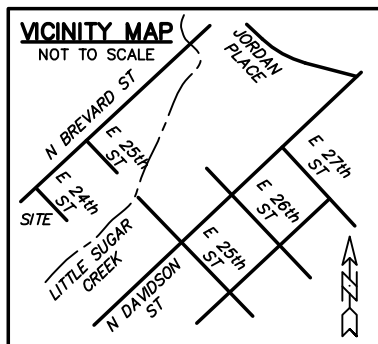 VICINITY MAP
NOT TO SCALE
JORDAN
PLACE
N BREVARD ST
E 25th
ST
E 24th
ST
SITE
LITTLE SUGAR
CREEK
N DAVIDSON
ST
E 25th
ST
E 26th
ST
E 27th
ST
N